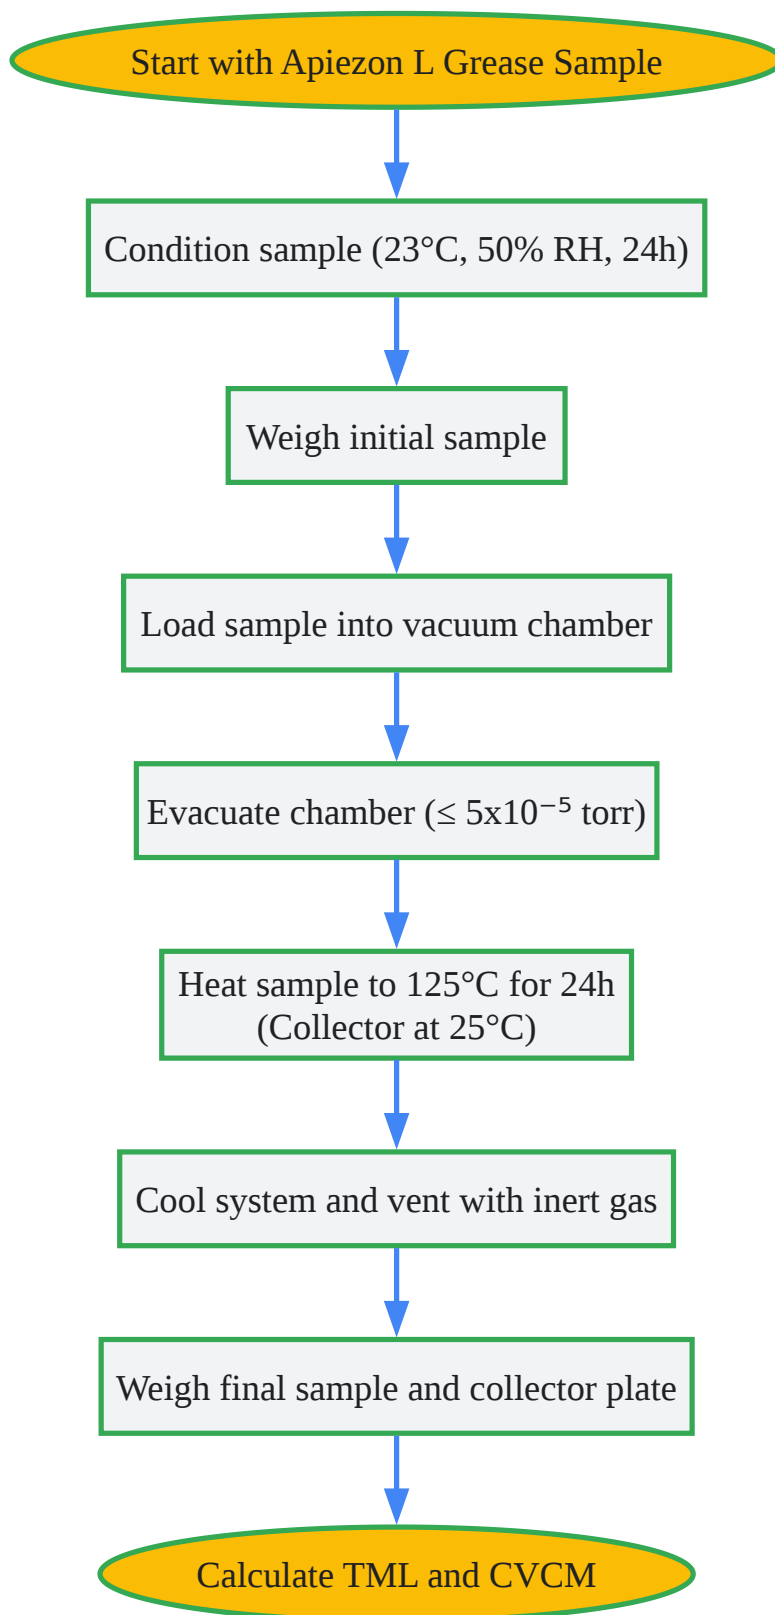 Start with Apiezon L Grease Sample
Condition sample (23°C, 50% RH, 24h)
Weigh initial sample
Load sample into vacuum chamber
Evacuate chamber (≤ 5x10⁻⁵ torr)
Heat sample to 125°C for 24h
(Collector at 25°C)
Cool system and vent with inert gas
Weigh final sample and collector plate
Calculate TML and CVCM